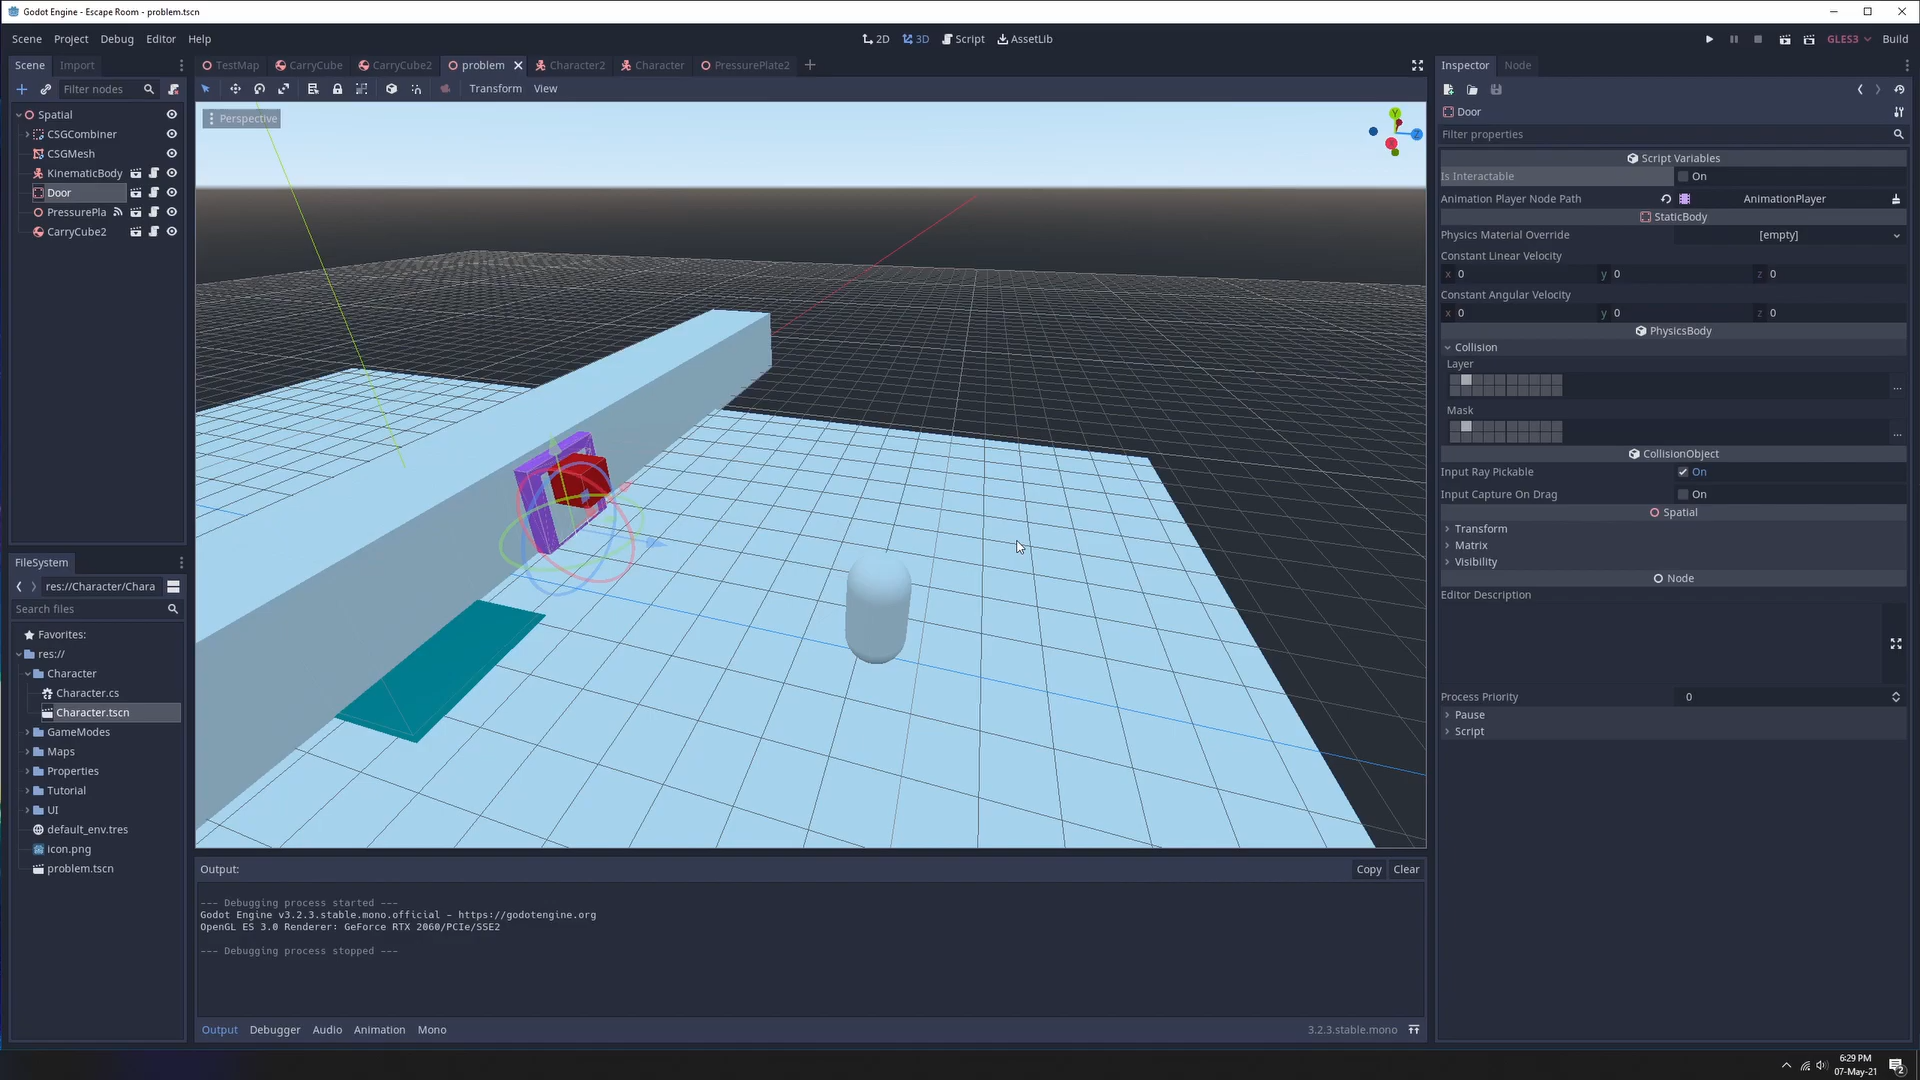 Godot Engine - Escape Room - problem.tscn
Scene Project Debug Editor Help
2D 3D Script AssetLib
GLES3 Build
Scene Import
TestMap CarryCube CarryCube2 problem Character2 Character PressurePlate2
Inspector Node
Filter nodes
Transform View
Perspective
Y
Z
Spatial
CSGCombiner
CSGMesh
KinematicBody
Door
PressurePla
CarryCube2
FileSystem
res://Character/Chara
Search files
Favorites:
res://
Character
Character.cs
Character.tscn
GameModes
Maps
Properties
Tutorial
UI
default_env.tres
icon.png
problem.tscn
Output:
Copy Clear
--- Debugging process started ---
Godot Engine v3.2.3.stable.mono.official - https://godotengine.org
OpenGL ES 3.0 Renderer: GeForce RTX 2060/PCIe/SSE2
--- Debugging process stopped ---
Output Debugger Audio Animation Mono
3.2.3.stable.mono
Door
Filter properties
Script Variables
Is Interactable On
Animation Player Node Path AnimationPlayer
StaticBody
Physics Material Override [empty]
Constant Linear Velocity
x 0 y 0 z 0
Constant Angular Velocity
x 0 y 0 z 0
PhysicsBody
Collision
Layer
...
Mask
...
CollisionObject
Input Ray Pickable On
Input Capture On Drag On
Spatial
Transform
Matrix
Visibility
Node
Editor Description
Process Priority 0
Pause
Script
6:29 PM
07-May-21
2